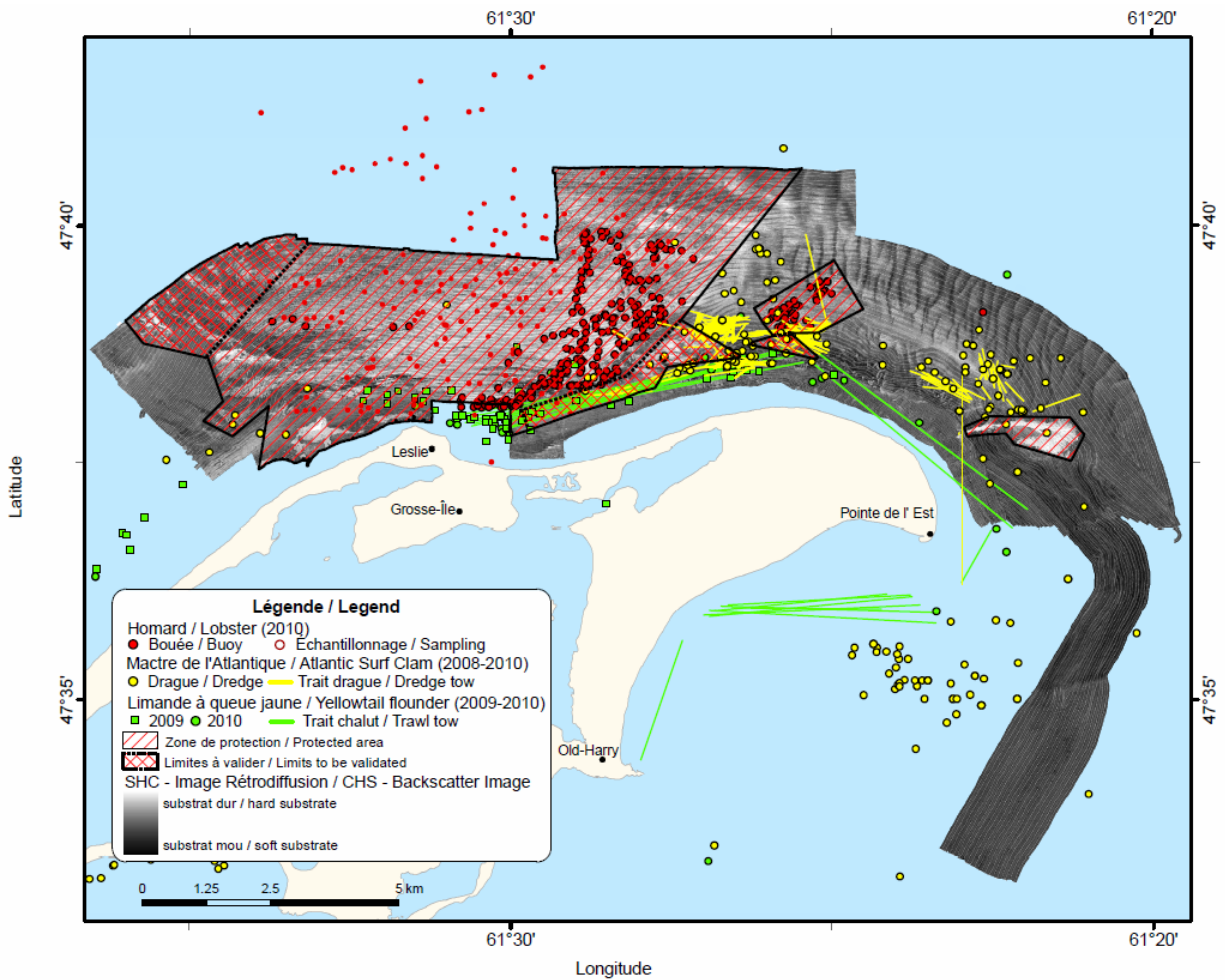 61°30' 61°20'
47°40' 47°40'
Leslie
Grosse-Île
Pointe de l' Est
Latitude
Légende / Legend
Homard / Lobster (2010)
Bouée / Buoy Echantillonnage / Sampling
Mactre de l'Atlantique / Atlantic Surf Clam (2008-2010)
Drague / Dredge Trait drague / Dredge tow
Limande à queue jaune / Yellowtail flounder (2009-2010)
2009 2010 Trait chalut / Trawl tow
Zone de protection / Protected area
Limites à valider / Limits to be validated
SHC - Image Rétrodiffusion / CHS - Backscatter Image
substrat dur / hard substrate
substrat mou / soft substrate
47°35' 47°35'
Old-Harry
0 1.25 2.5 5 km
61°30' 61°20'
Longitude